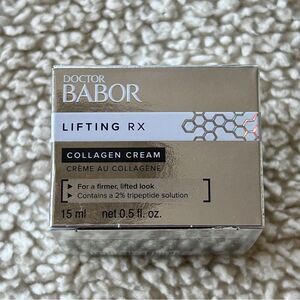 DOCTOR
BABOR
LIFTING RX
COLLAGEN CREAM
CRÈME AU COLLAGÈNE
For a firmer, lifted look
Contains a 2% tripeptide solution
15 ml net 0.5 fl. oz.